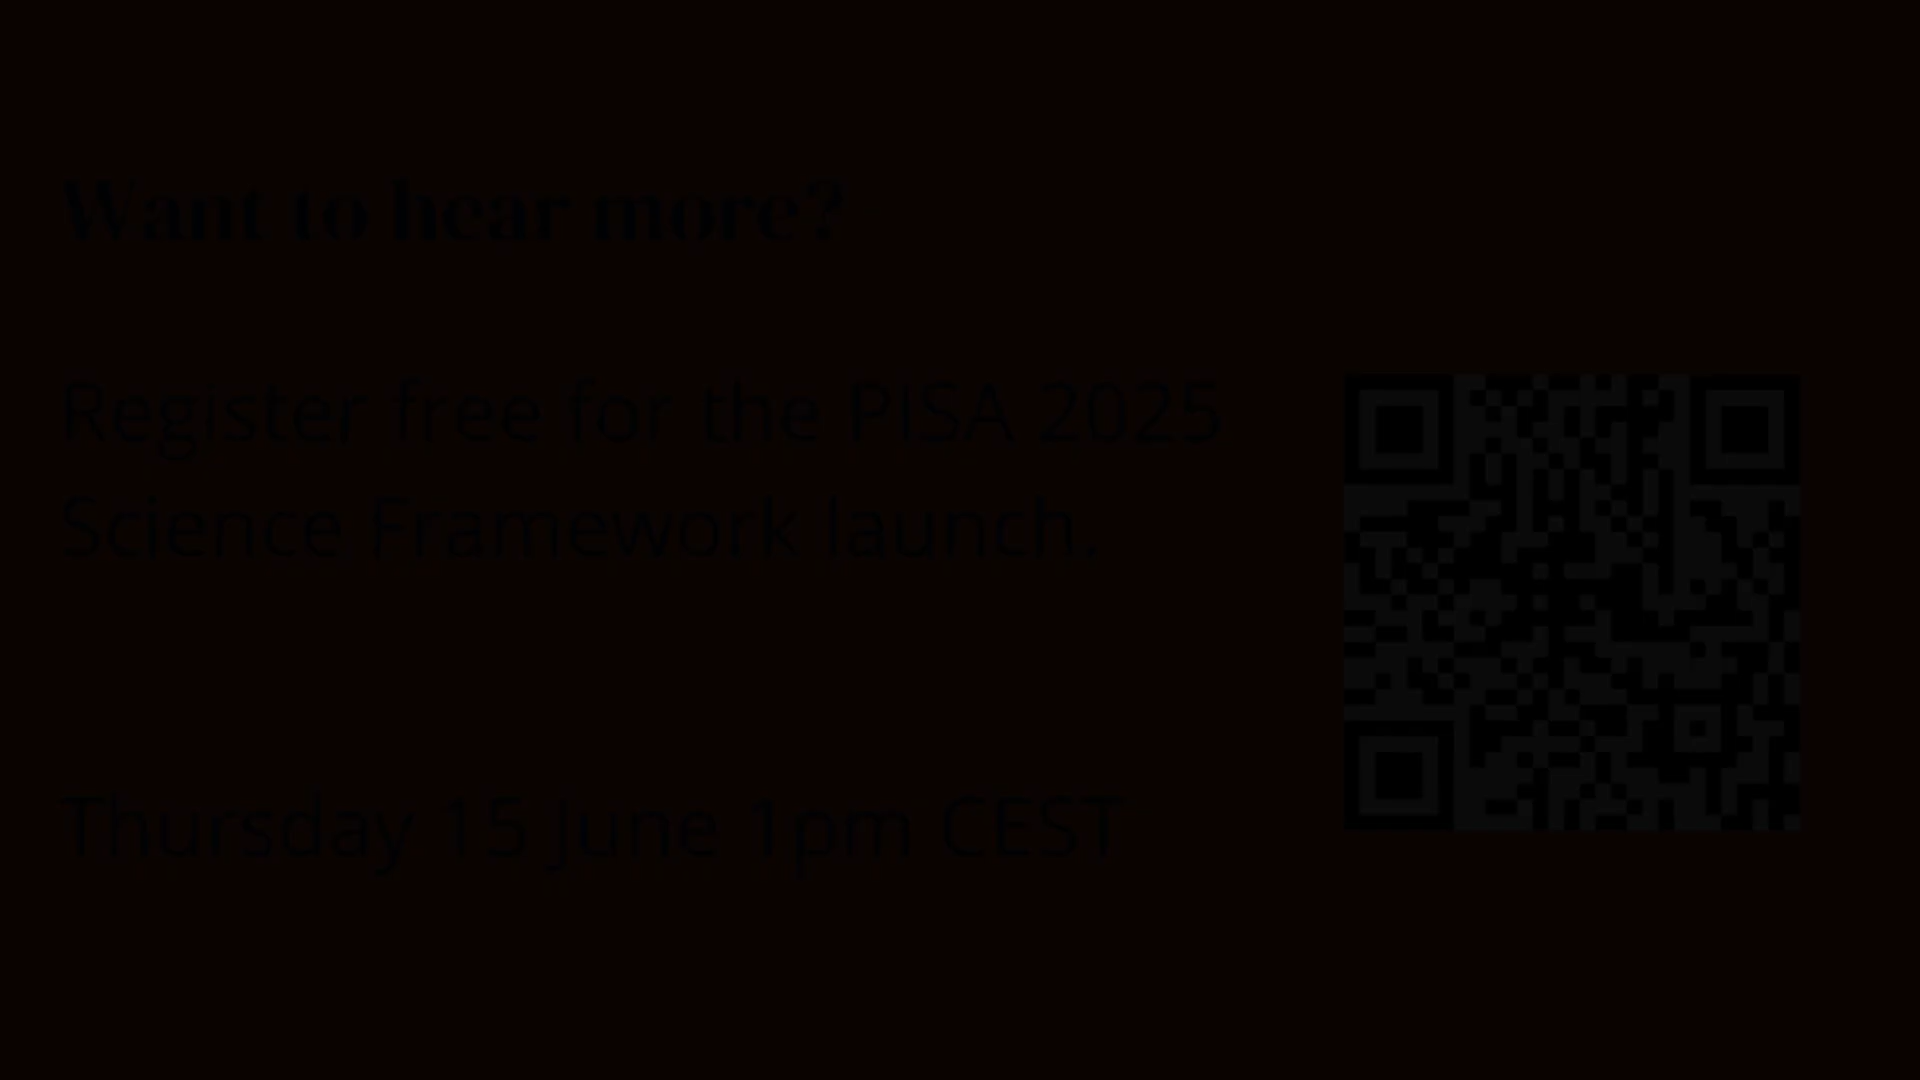 Want to hear more?
Register free for the PISA 2025
Science Framework launch.
Thursday 15 June 1pm CEST